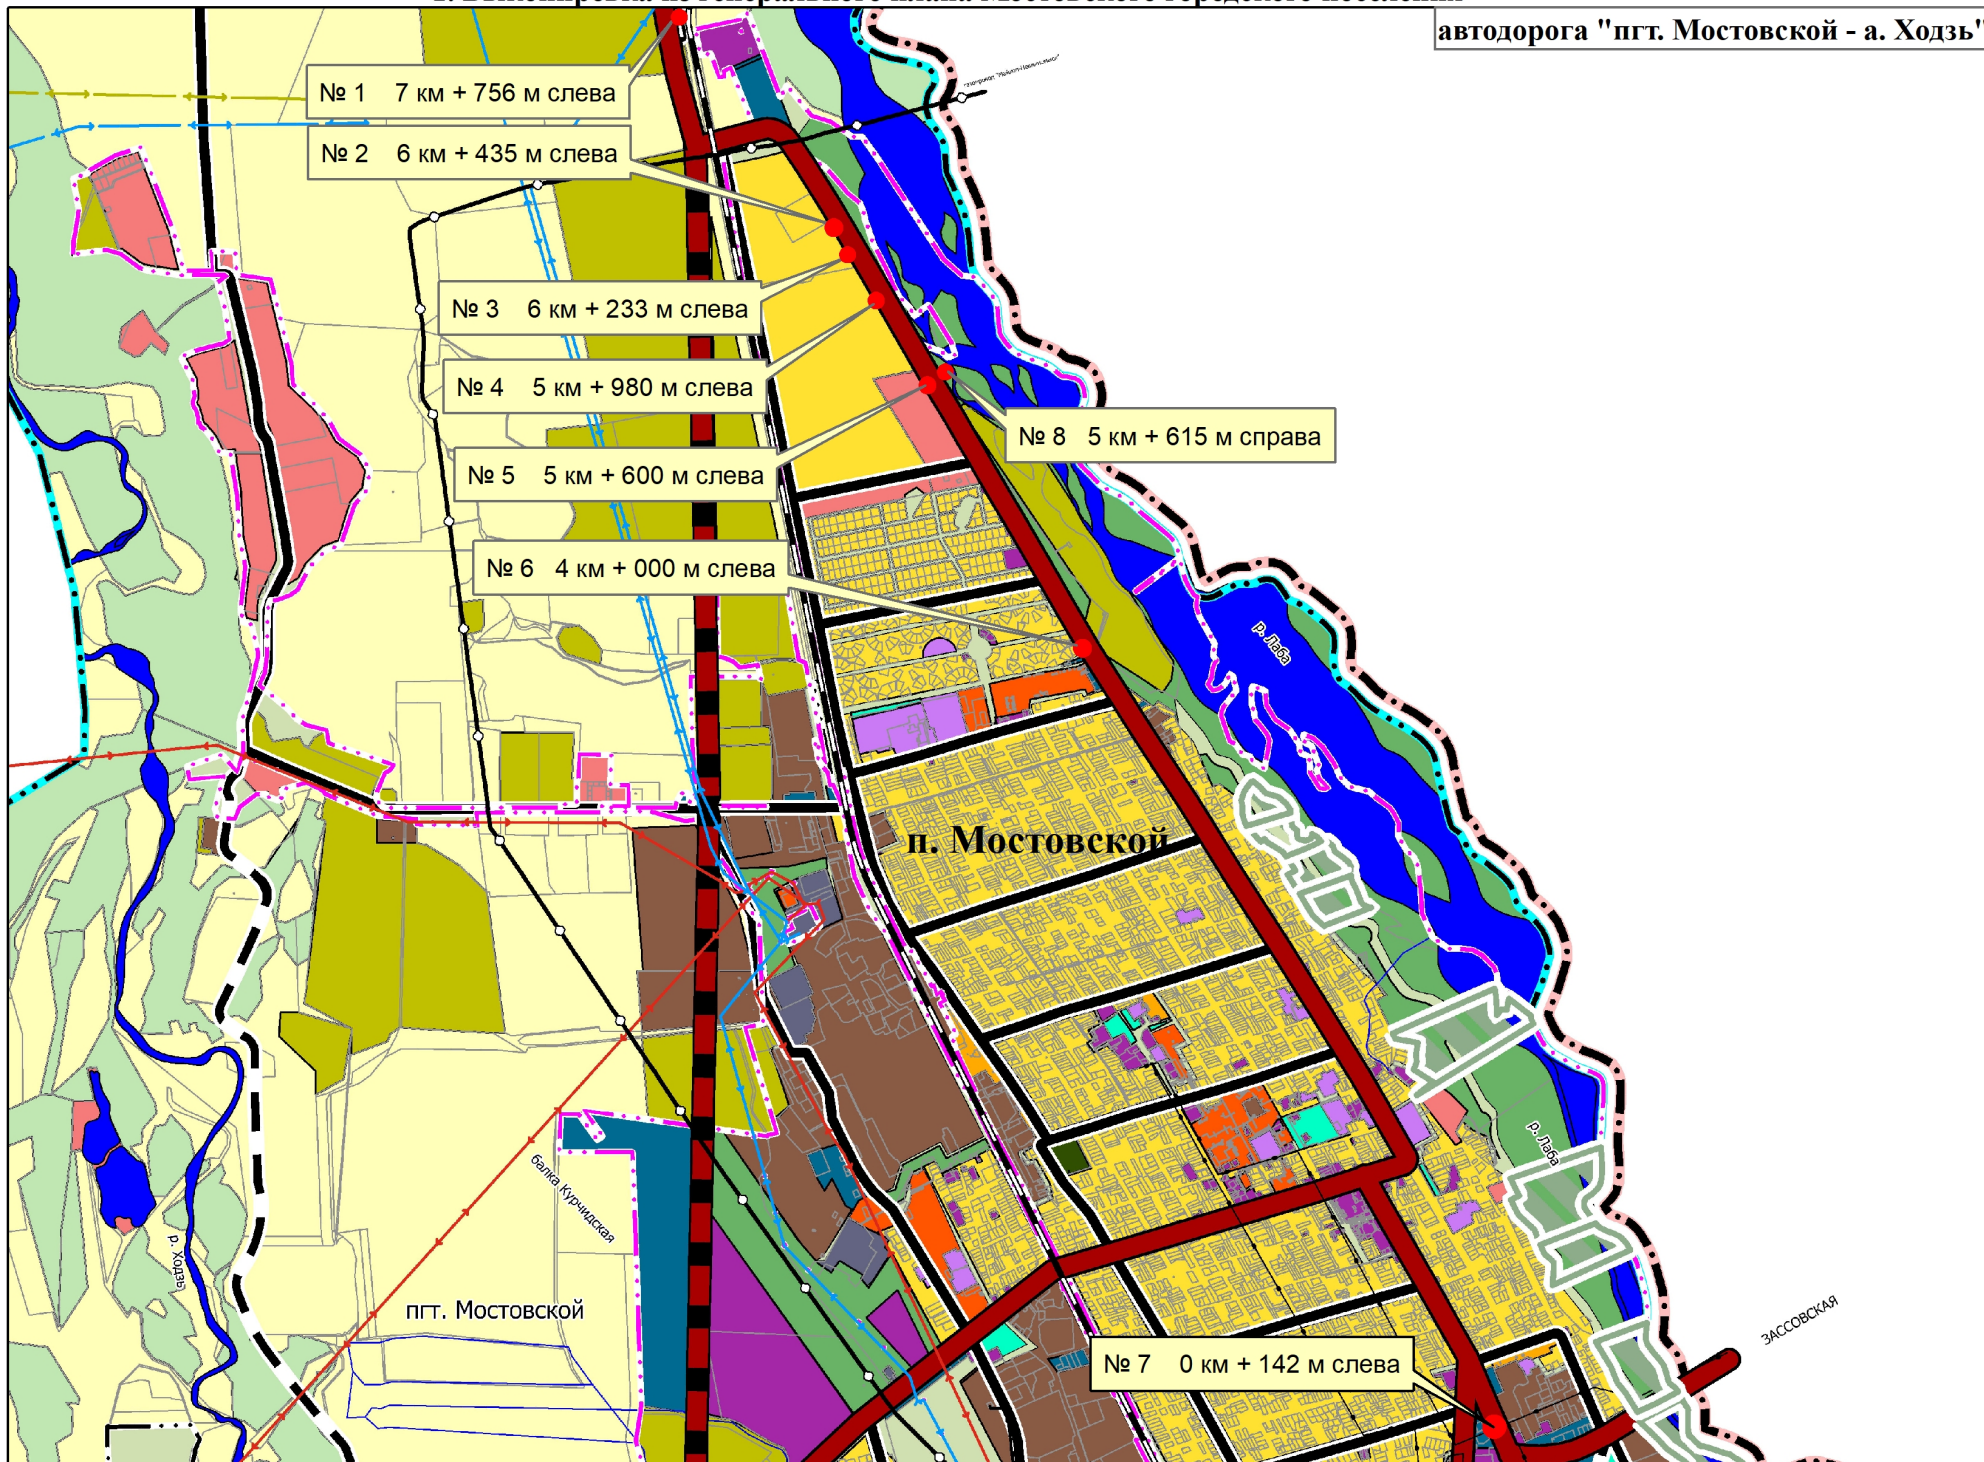 автодорога "пгт. Мостовской - а. Ходзь"
№ 1 7 км + 756 м слева
№ 2 6 км + 435 м слева
№ 3 6 км + 233 м слева
№ 4 5 км + 980 м слева
№ 8 5 км + 615 м справа
№ 5 5 км + 600 м слева
№ 6 4 км + 000 м слева
р. Лаба
п. Мостовской
р. Лаба
балка Курчидская
р. Ходзь
пгт. Мостовской
ЗАССОВСКАЯ
№ 7 0 км + 142 м слева